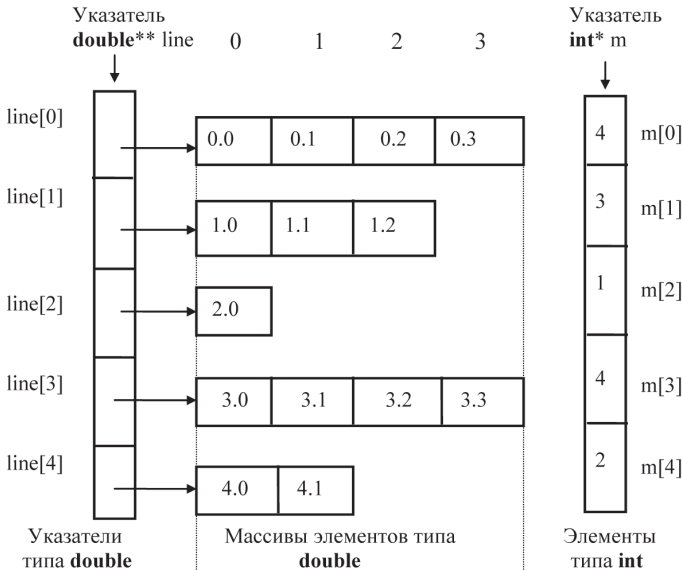 Указатель
double** line
0 1 2 3
Указатель
int* m
line[0]
0.0 0.1 0.2 0.3
4 m[0]
line[1]
1.0 1.1 1.2
3 m[1]
line[2]
2.0
1 m[2]
line[3]
3.0 3.1 3.2 3.3
4 m[3]
line[4]
4.0 4.1
2 m[4]
Указатели
типа double
Массивы элементов типа
double
Элементы
типа int